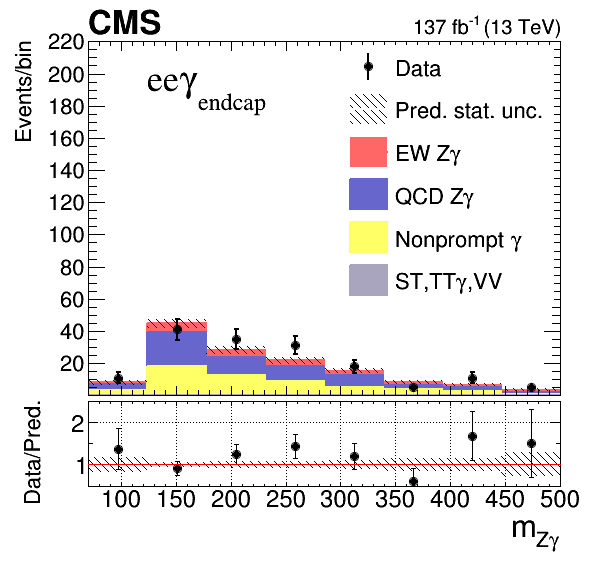 CMS 137 fb⁻¹ (13 TeV)
Events/bin
220
200
180
160
140
120
100
80
60
40
20
eeγ endcap
Data
Pred. stat. unc.
EW Zγ
QCD Zγ
Nonprompt γ
ST,TTγ,VV
Data/Pred.
2
1
100 150 200 250 300 350 400 450 500
m Zγ